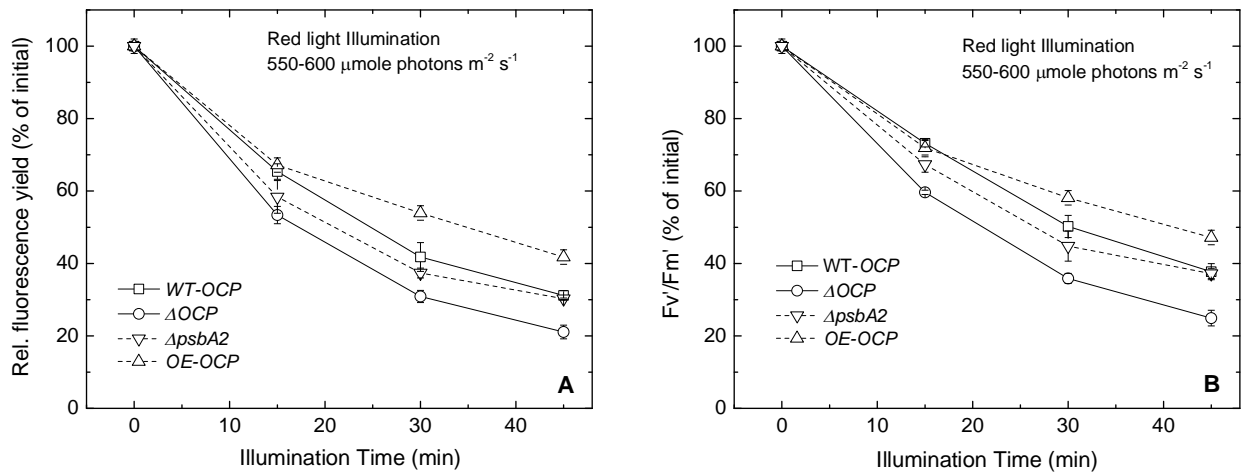 Red light Illumination
550-600 μmole photons m⁻² s⁻¹
Rel. fluorescence yield (% of initial)
100
80
60
40
20
0
WT-OCP
ΔOCP
ΔpsbA2
OE-OCP
A
0 10 20 30 40
Illumination Time (min)
Red light Illumination
550-600 μmole photons m⁻² s⁻¹
Fv'/Fm' (% of initial)
100
80
60
40
20
0
WT-OCP
ΔOCP
ΔpsbA2
OE-OCP
B
0 10 20 30 40
Illumination Time (min)